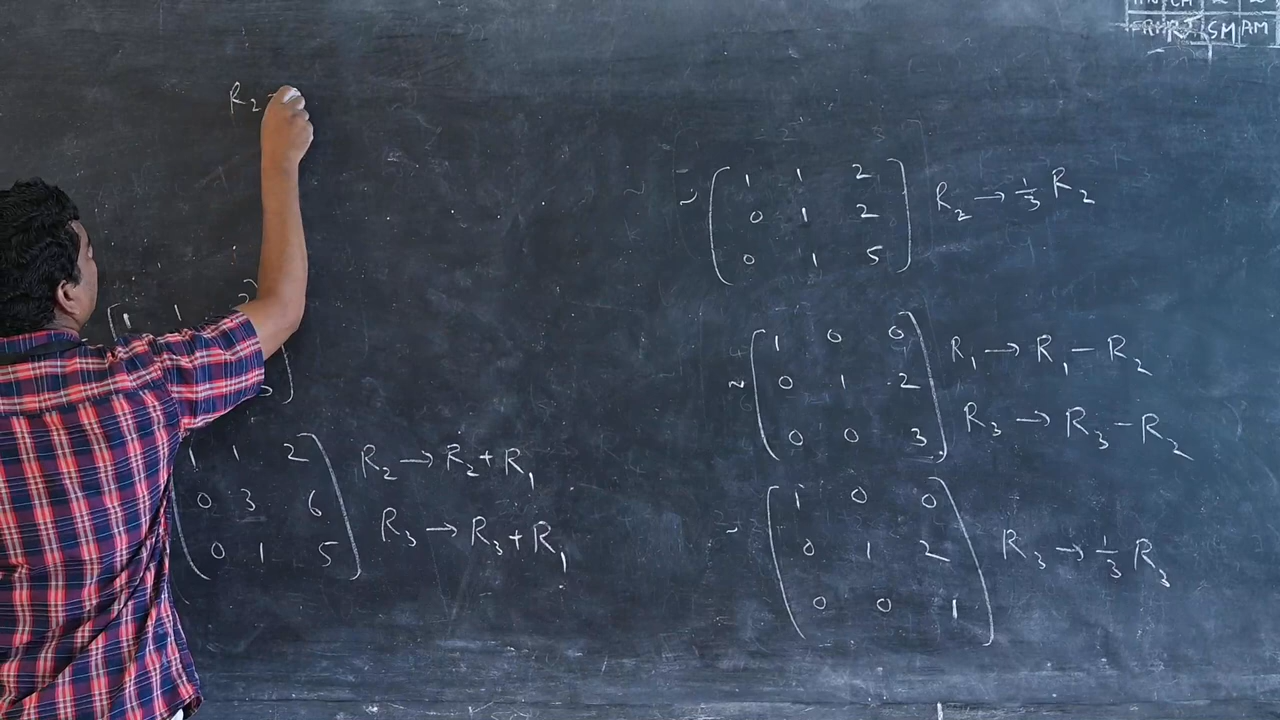 R₂
1 1 2
0 3 6
0 1 5
R₂ → R₂ + R₁
R₃ → R₃ + R₁
~
1 1 2
0 1 2
0 1 5
R₂ → 1/3 R₂
~
1 0 0
0 1 2
0 0 3
R₁ → R₁ − R₂
R₃ → R₃ − R₂
~
1 0 0
0 1 2
0 0 1
R₃ → 1/3 R₃
SM AM